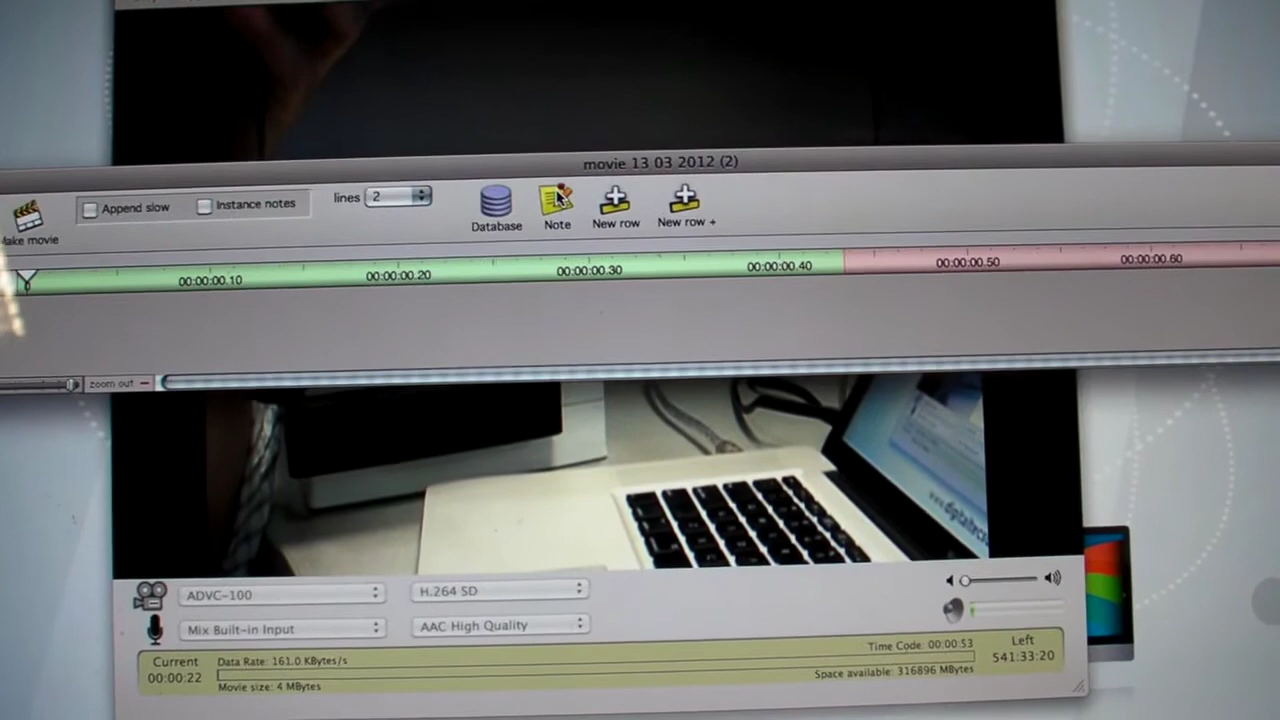 movie 13 03 2012 (2)
Append slow
Instance notes
lines 2
Make movie
Database
Note
New row
New row +
00:00:00.10
00:00:00.20
00:00:00.30
00:00:00.40
00:00:00.50
00:00:00.60
zoom out
ADVC-100
H.264 SD
Mix Built-in Input
AAC High Quality
Current
00:00:22
Data Rate: 161.0 KBytes/s
Movie size: 4 MBytes
Time Code: 00:00:53
Space available: 316896 MBytes
Left
541:33:20